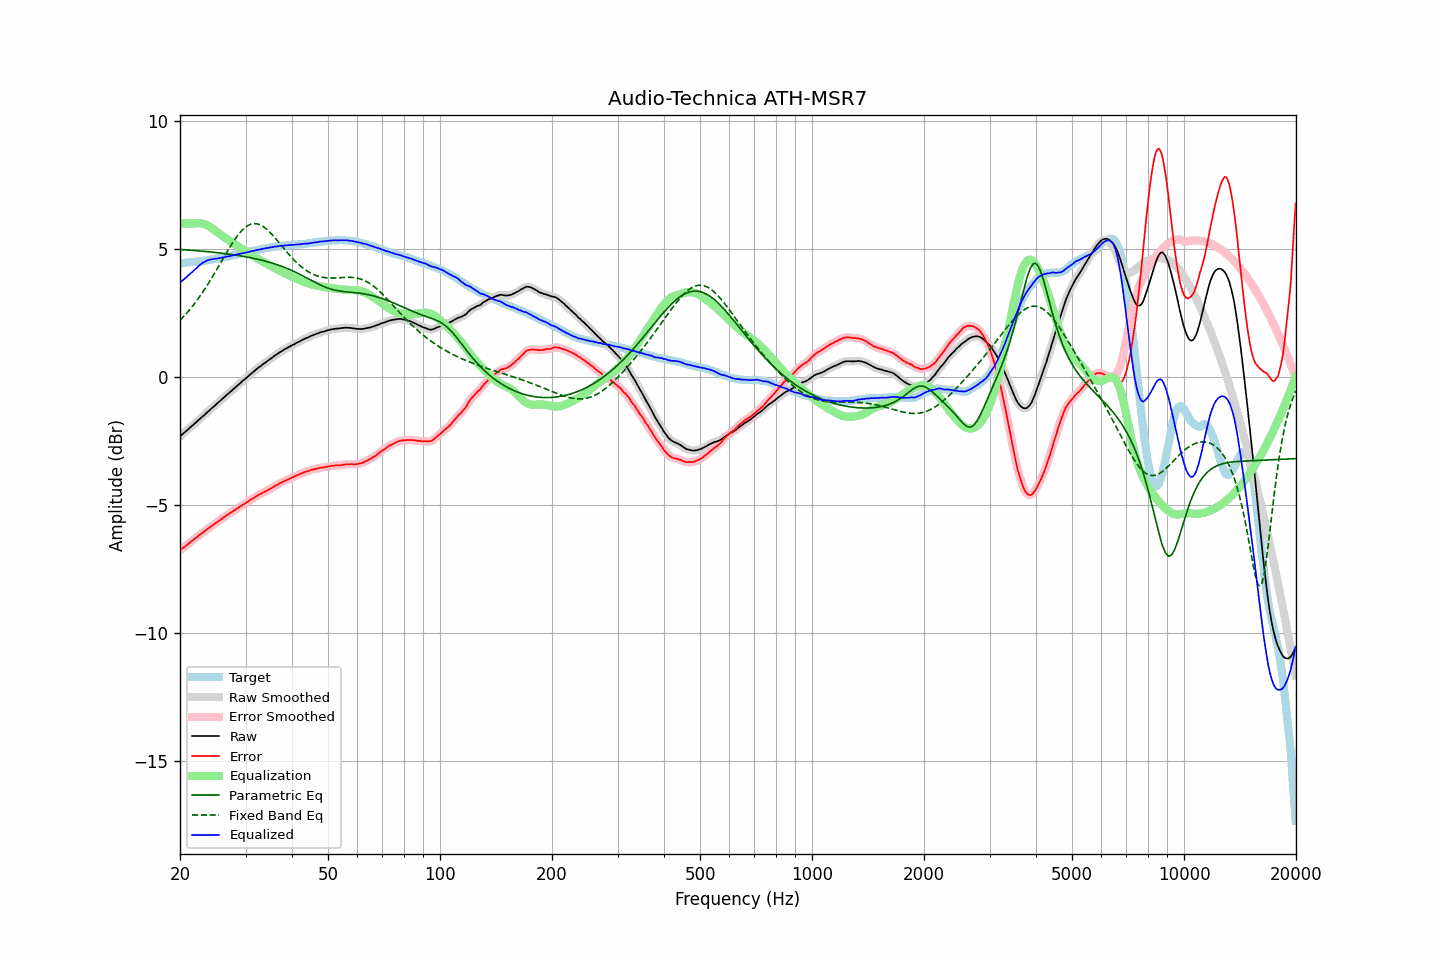 Audio-Technica ATH-MSR7
10
5
0
−5
−10
−15
Amplitude (dBr)
Target
Raw Smoothed
Error Smoothed
Raw
Error
Equalization
Parametric Eq
Fixed Band Eq
Equalized
20 50 100 200 500 1000 2000 5000 10000 20000
Frequency (Hz)